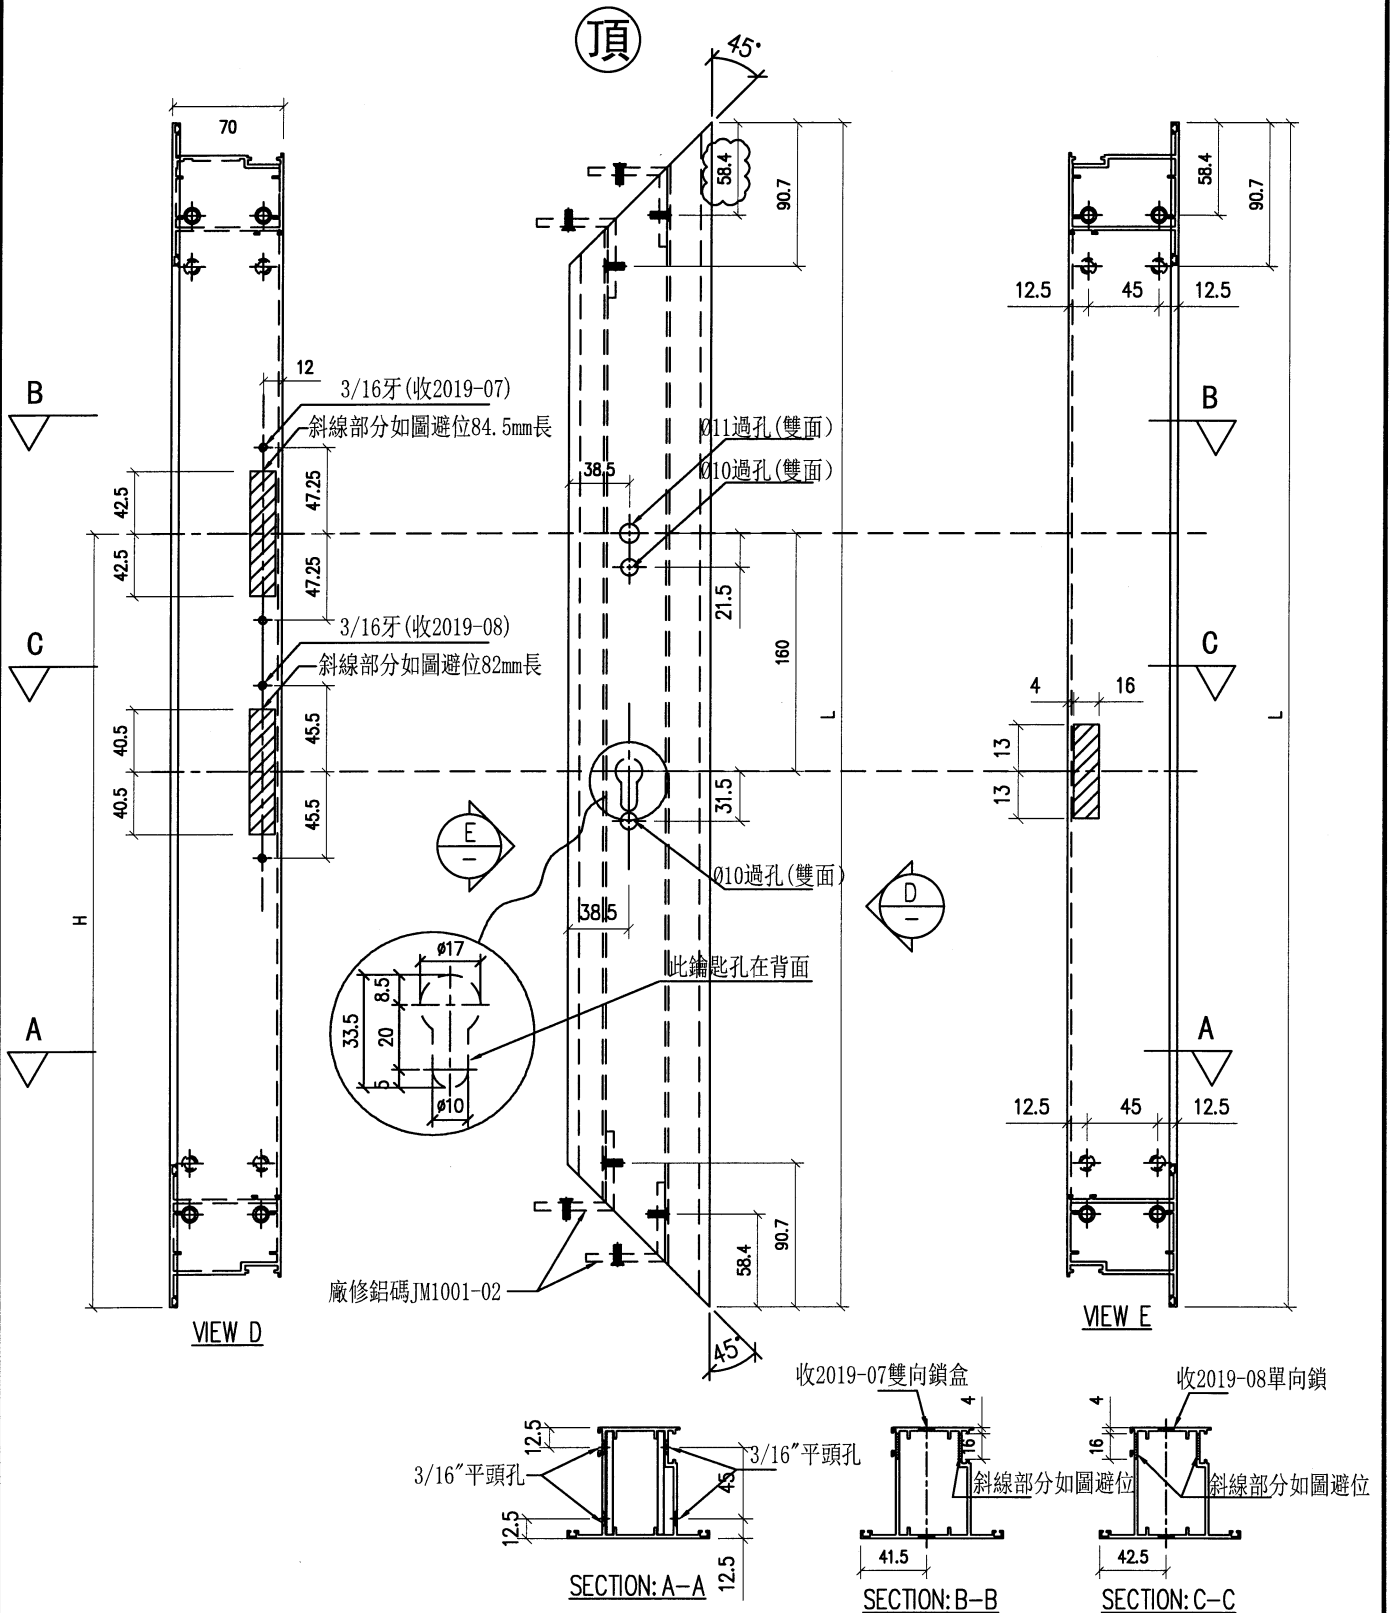 頂
45°
70
58.4
90.7
58.4
90.7
12.5
45
12.5
12
B
3/16牙(收2019-07)
斜線部分如圖避位84.5mm長
Ø11過孔(雙面)
Ø10過孔(雙面)
38.5
B
42.5
42.5
47.25
47.25
21.5
160
C
3/16牙(收2019-08)
斜線部分如圖避位82mm長
C
4
16
L
L
40.5
40.5
45.5
45.5
13
13
31.5
E
Ø10過孔(雙面)
D
H
38.5
此鑰匙孔在背面
ø17
8.5
33.5
20
5
ø10
A
A
12.5
45
12.5
90.7
58.4
廠修鋁碼JM1001-02
VIEW D
VIEW E
45°
收2019-07雙向鎖盒
收2019-08單向鎖
12.5
3/16"平頭孔
3/16"平頭孔
45
12.5
12.5
4
16
斜線部分如圖避位
4
16
斜線部分如圖避位
41.5
42.5
SECTION:A-A
SECTION:B-B
SECTION:C-C